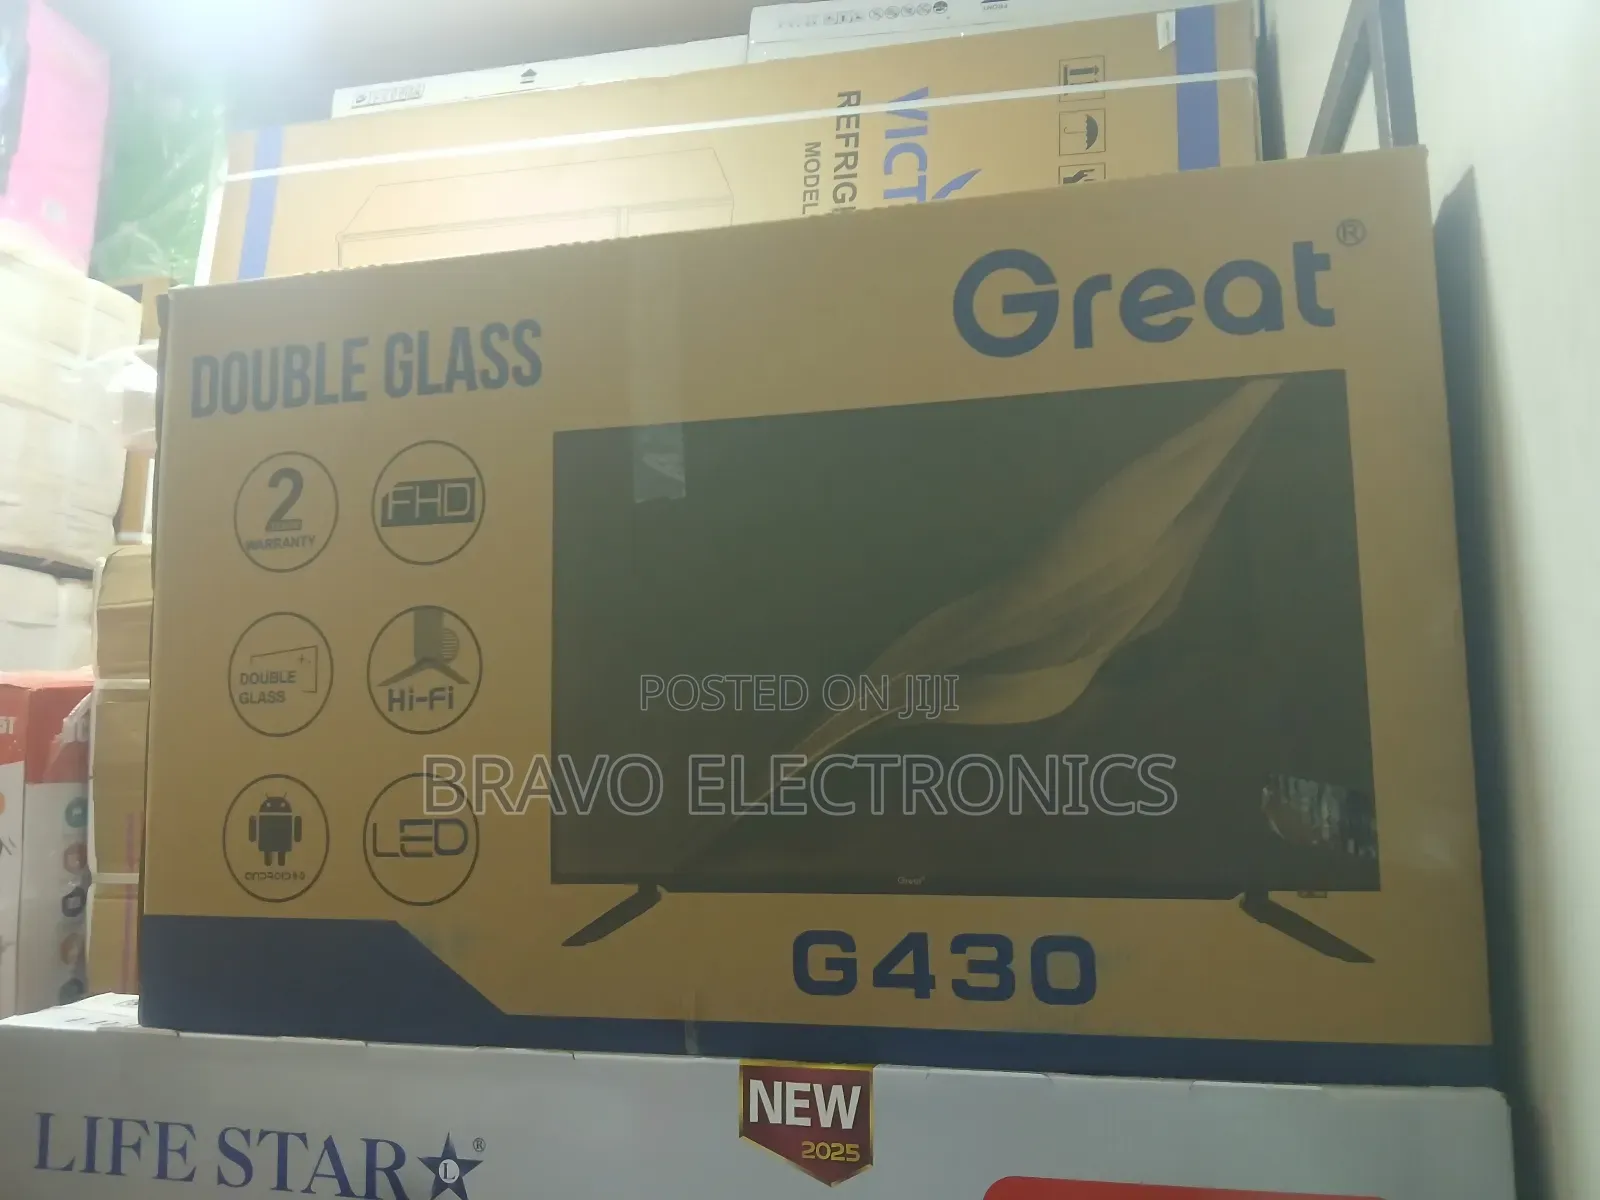 VICT
REFRIG
MODEL
Great®
DOUBLE GLASS
2
WARRANTY
FHD
DOUBLE
GLASS
Hi-Fi
LED
POSTED ON JIJI
BRAVO ELECTRONICS
Great
G430
NEW
2025
LIFE STAR
L
®